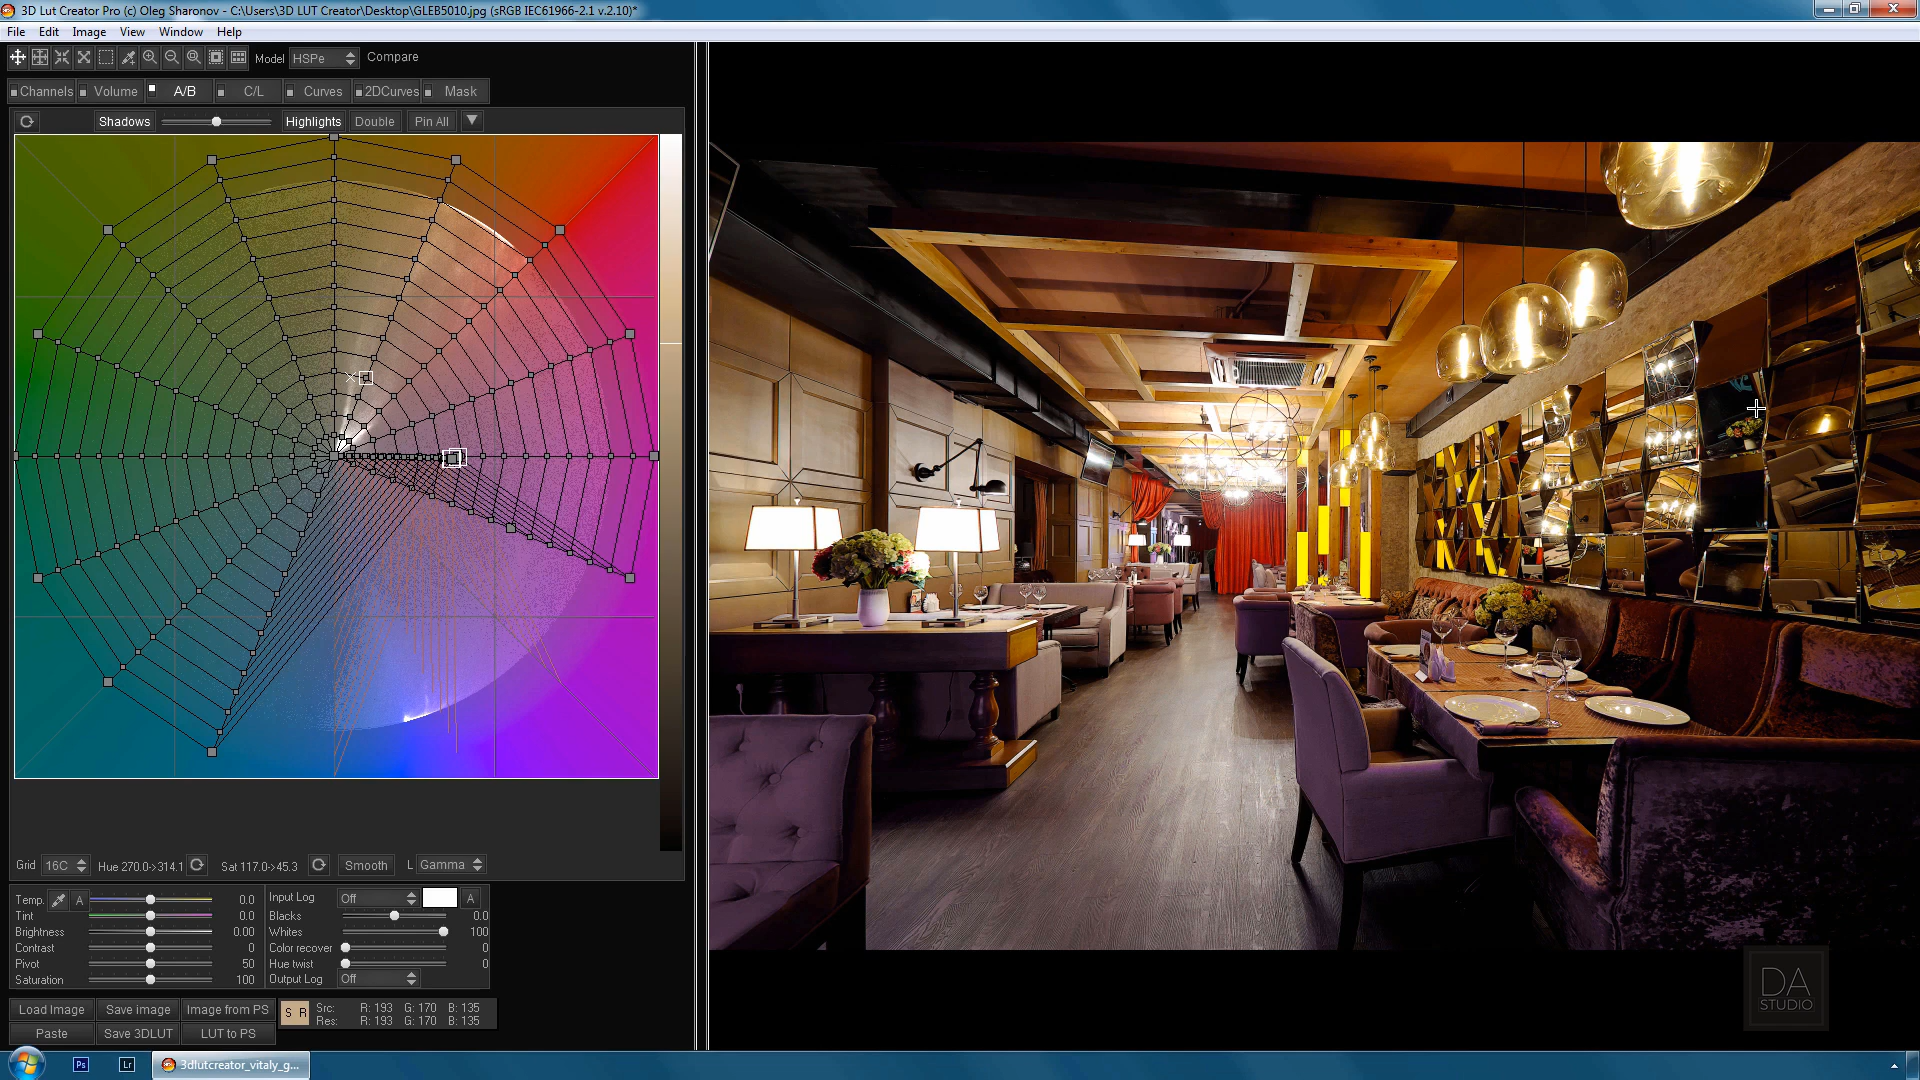 3D Lut Creator Pro (c) Oleg Sharonov - C:\Users\3D LUT Creator\Desktop\GLEB5010.jpg (sRGB IEC61966-2.1 v.2.10)*
File Edit Image View Window Help
Model HSPe Compare
Channels Volume A/B C/L Curves 2DCurves Mask
Shadows Highlights Double Pin All
Grid 16C Hue 270.0->314.1 Sat 117.0->45.3 Smooth L Gamma
Temp. A 0.0
Tint 0.0
Brightness 0.00
Contrast 0
Pivot 50
Saturation 100
Input Log Off A
Blacks 0.0
Whites 100
Color recover 0
Hue twist 0
Output Log Off
Load Image Save image Image from PS
Paste Save 3DLUT LUT to PS
S R
Src: R: 193 G: 170 B: 135
Res: R: 193 G: 170 B: 135
DA
STUDIO
Ps Lr 3dlutcreator_vitaly_g...